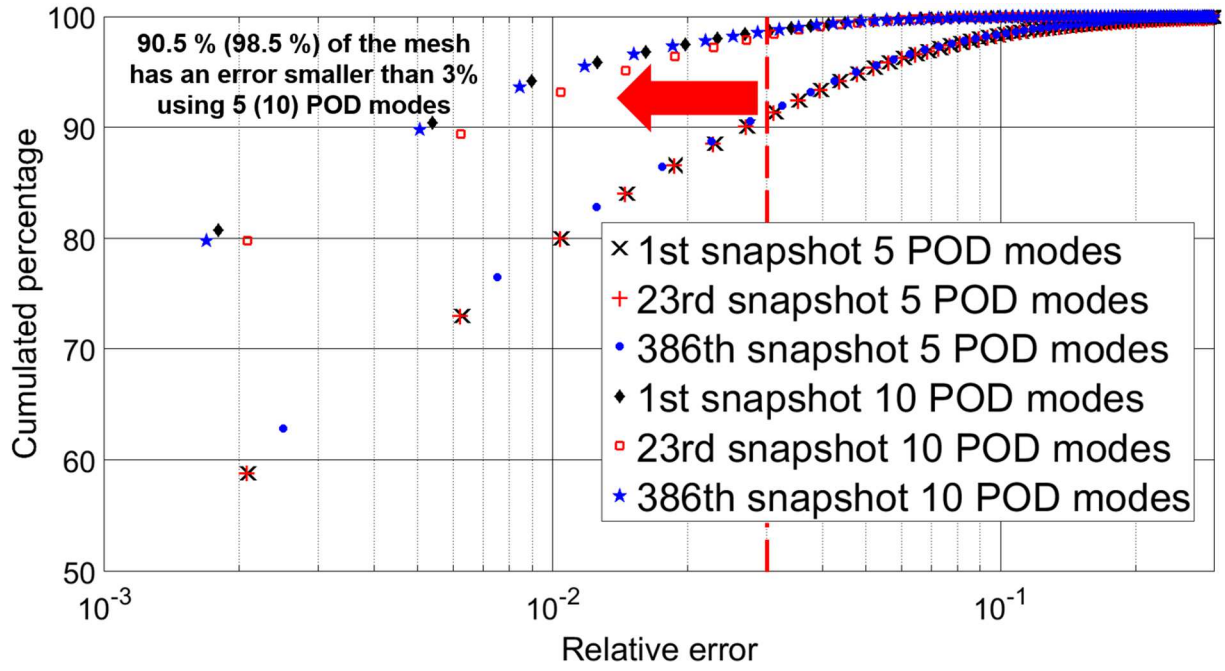 100
90
80
70
60
50
Cumulated percentage
90.5 % (98.5 %) of the mesh
has an error smaller than 3%
using 5 (10) POD modes
1st snapshot 5 POD modes
23rd snapshot 5 POD modes
386th snapshot 5 POD modes
1st snapshot 10 POD modes
23rd snapshot 10 POD modes
386th snapshot 10 POD modes
10⁻³ 10⁻² 10⁻¹
Relative error